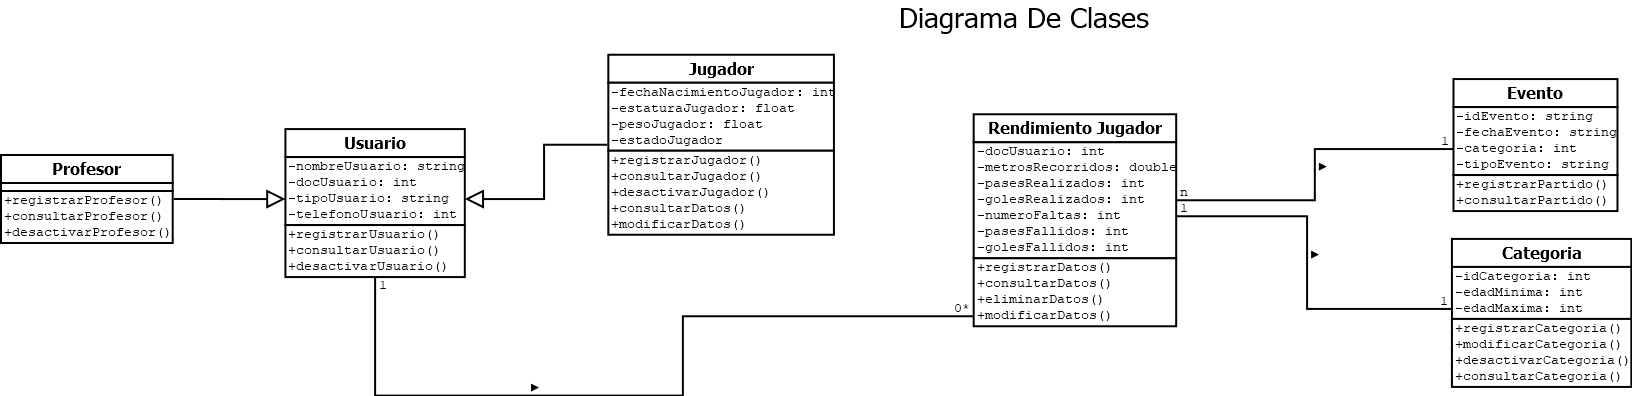 Diagrama De Clases
Profesor
+registrarProfesor()
+consultarProfesor()
+desactivarProfesor()
Usuario
-nombreUsuario: string
-docUsuario: int
-tipoUsuario: string
-telefonoUsuario: int
+registrarUsuario()
+consultarUsuario()
+desactivarUsuario()
1
Jugador
-fechaNacimientoJugador: int
-estaturaJugador: float
-pesoJugador: float
-estadoJugador
+registrarJugador()
+consultarJugador()
+desactivarJugador()
+consultarDatos()
+modificarDatos()
0*
Rendimiento Jugador
-docUsuario: int
-metrosRecorridos: double
-pasesRealizados: int
-golesRealizados: int
-numeroFaltas: int
-pasesFallidos: int
-golesFallidos: int
+registrarDatos()
+consultarDatos()
+eliminarDatos()
+modificarDatos()
n
1
1
Evento
-idEvento: string
-fechaEvento: string
-categoria: int
-tipoEvento: string
+registrarPartido()
+consultarPartido()
1
Categoria
-idCategoria: int
-edadMinima: int
-edadMaxima: int
+registrarCategoria()
+modificarCategoria()
+desactivarCategoria()
+consultarCategoria()